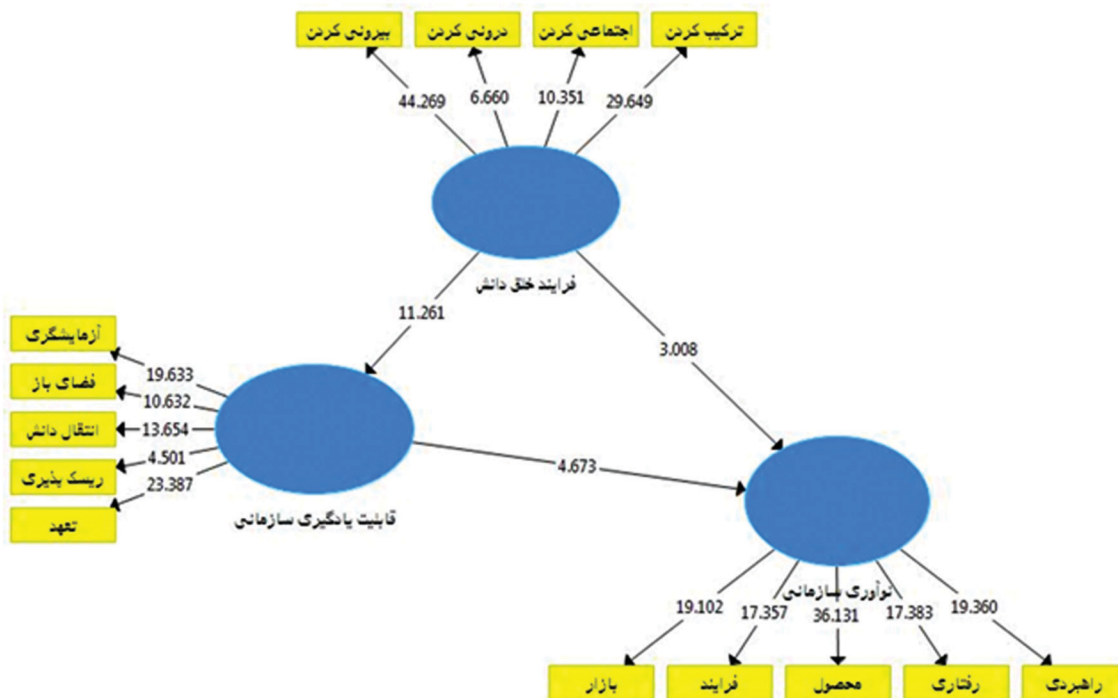 ترکیب کردن
اجتماعی کردن
درونی کردن
بیرونی کردن
29.649
10.351
6.660
44.269
فرایند خلق دانش
11.261
3.008
آزمایشگری
فضای باز
انتقال دانش
ریسک پذیری
تعهد
19.633
10.632
13.654
4.501
23.387
قابلیت یادگیری سازمانی
4.673
نوآوری سازمانی
19.360
17.383
36.131
17.357
19.102
راهبردی
رفتاری
محصول
فرایند
بازار